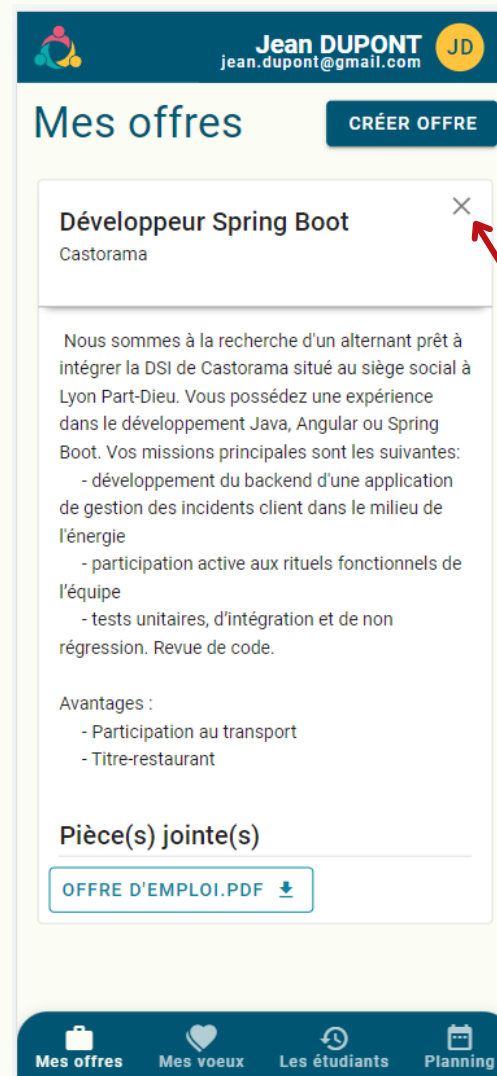 Jean DUPONT
jean.dupont@gmail.com
JD
Mes offres
CRÉER OFFRE
Développeur Spring Boot
Castorama
Nous sommes à la recherche d'un alternant prêt à
intégrer la DSI de Castorama situé au siège social à
Lyon Part-Dieu. Vous possédez une expérience
dans le développement Java, Angular ou Spring
Boot. Vos missions principales sont les suivantes:
- développement du backend d'une application
de gestion des incidents client dans le milieu de
l'énergie
- participation active aux rituels fonctionnels de
l’équipe
- tests unitaires, d’intégration et de non
régression. Revue de code.
Avantages :
- Participation au transport
- Titre-restaurant
Pièce(s) jointe(s)
OFFRE D'EMPLOI.PDF
Mes offres
Mes voeux
Les étudiants
Planning